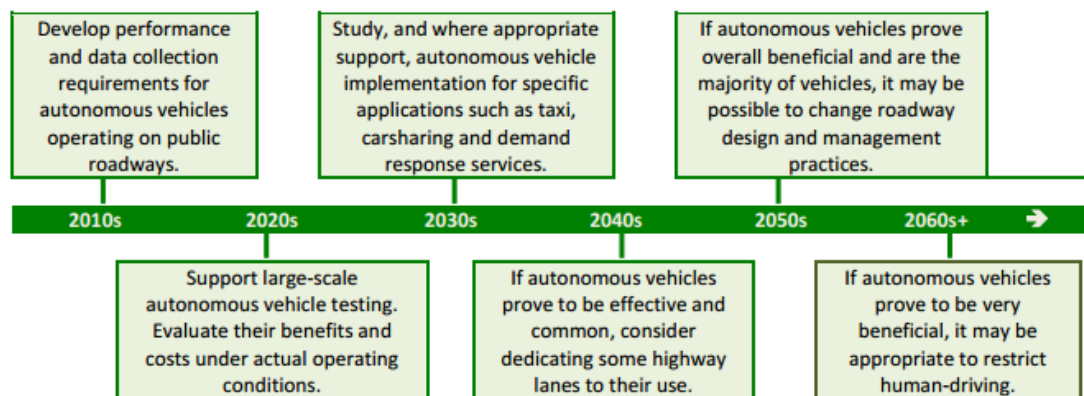 Develop performance
and data collection
requirements for
autonomous vehicles
operating on public
roadways.
Study, and where appropriate
support, autonomous vehicle
implementation for specific
applications such as taxi,
carsharing and demand
response services.
If autonomous vehicles prove
overall beneficial and are the
majority of vehicles, it may be
possible to change roadway
design and management
practices.
2010s 2020s 2030s 2040s 2050s 2060s+ →
Support large-scale
autonomous vehicle testing.
Evaluate their benefits and
costs under actual operating
conditions.
If autonomous vehicles
prove to be effective and
common, consider
dedicating some highway
lanes to their use.
If autonomous vehicles
prove to be very
beneficial, it may be
appropriate to restrict
human-driving.